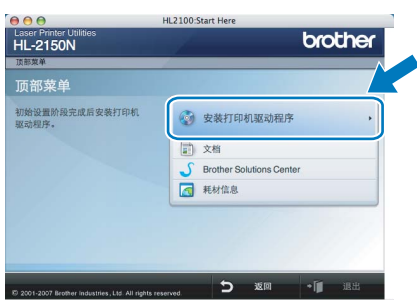 HL2100:Start Here
Laser Printer Utilities
HL-2150N
brother
顶部菜单
顶部菜单
初始设置阶段完成后安装打印机
驱动程序。
安装打印机驱动程序
文档
Brother Solutions Center
耗材信息
© 2001-2007 Brother Industries, Ltd. All rights reserved.
返回
退出